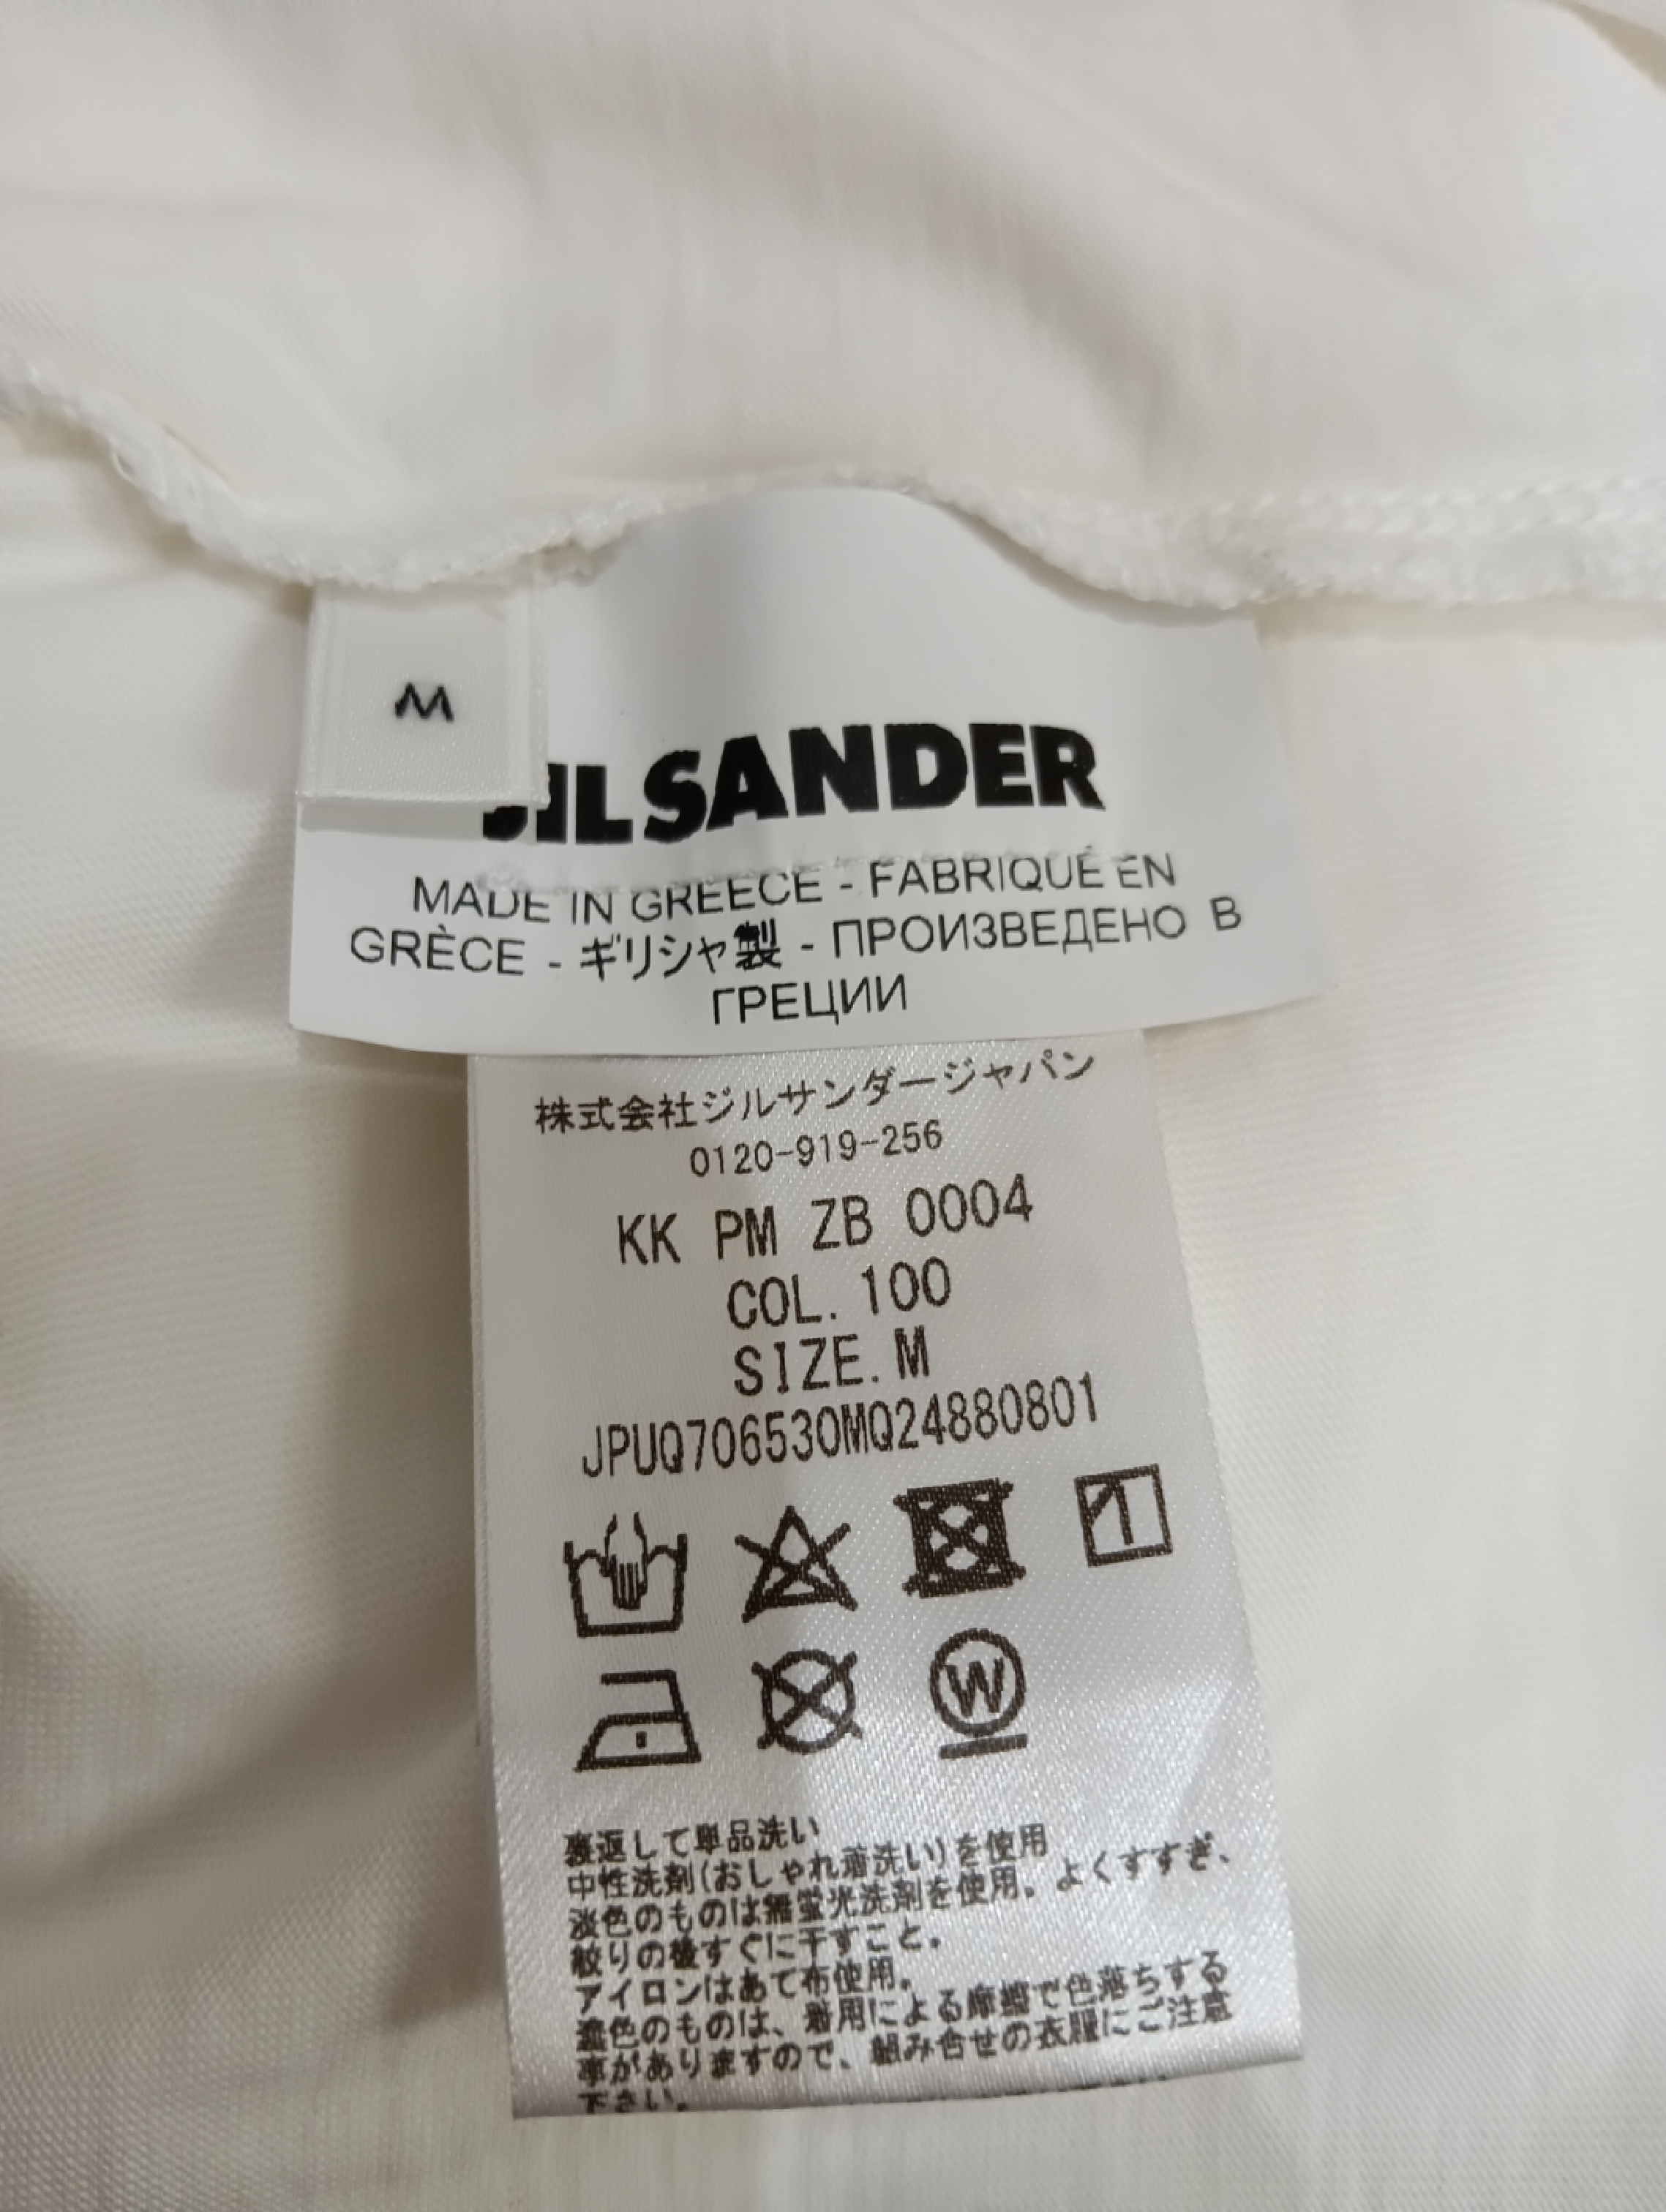 M
JIL SANDER
MADE IN GREECE - FABRIQUÉ EN
GRÈCE - ギリシャ製 - ПРОИЗВЕДЕНО В
ГРЕЦИИ
株式会社ジルサンダージャパン
0120-919-256
KK PM ZB 0004
COL. 100
SIZE. M
JPUQ706530MQ24880801
W
裏返して単品洗い
中性洗剤(おしゃれ着洗い)を使用
淡色のものは無蛍光洗剤を使用。よくすすぎ、
絞りの後すぐに干すこと。
アイロンはあて布使用。
濃色のものは、着用による摩擦で色落ちする
事がありますので、組み合せの衣服にご注意
下さい。